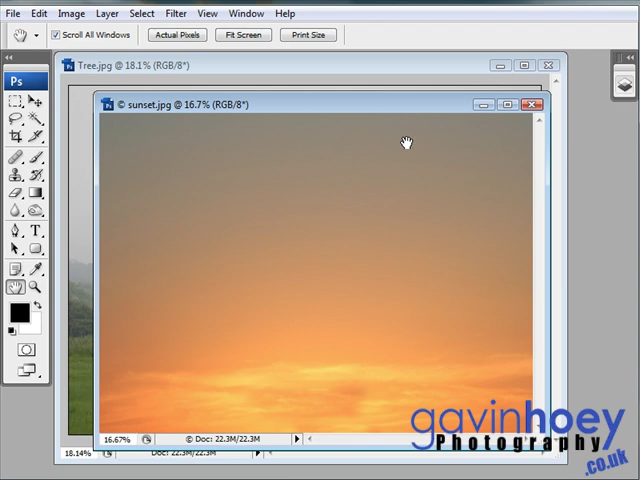 File Edit Image Layer Select Filter View Window Help
Scroll All Windows Actual Pixels Fit Screen Print Size
Tree.jpg @ 18.1% (RGB/8*)
Ps
© sunset.jpg @ 16.7% (RGB/8*)
T
16.67% © Doc: 22.3M/22.3M
18.14% Doc: 22.3M/22.3M
gavinhoey
Photography
.co.uk